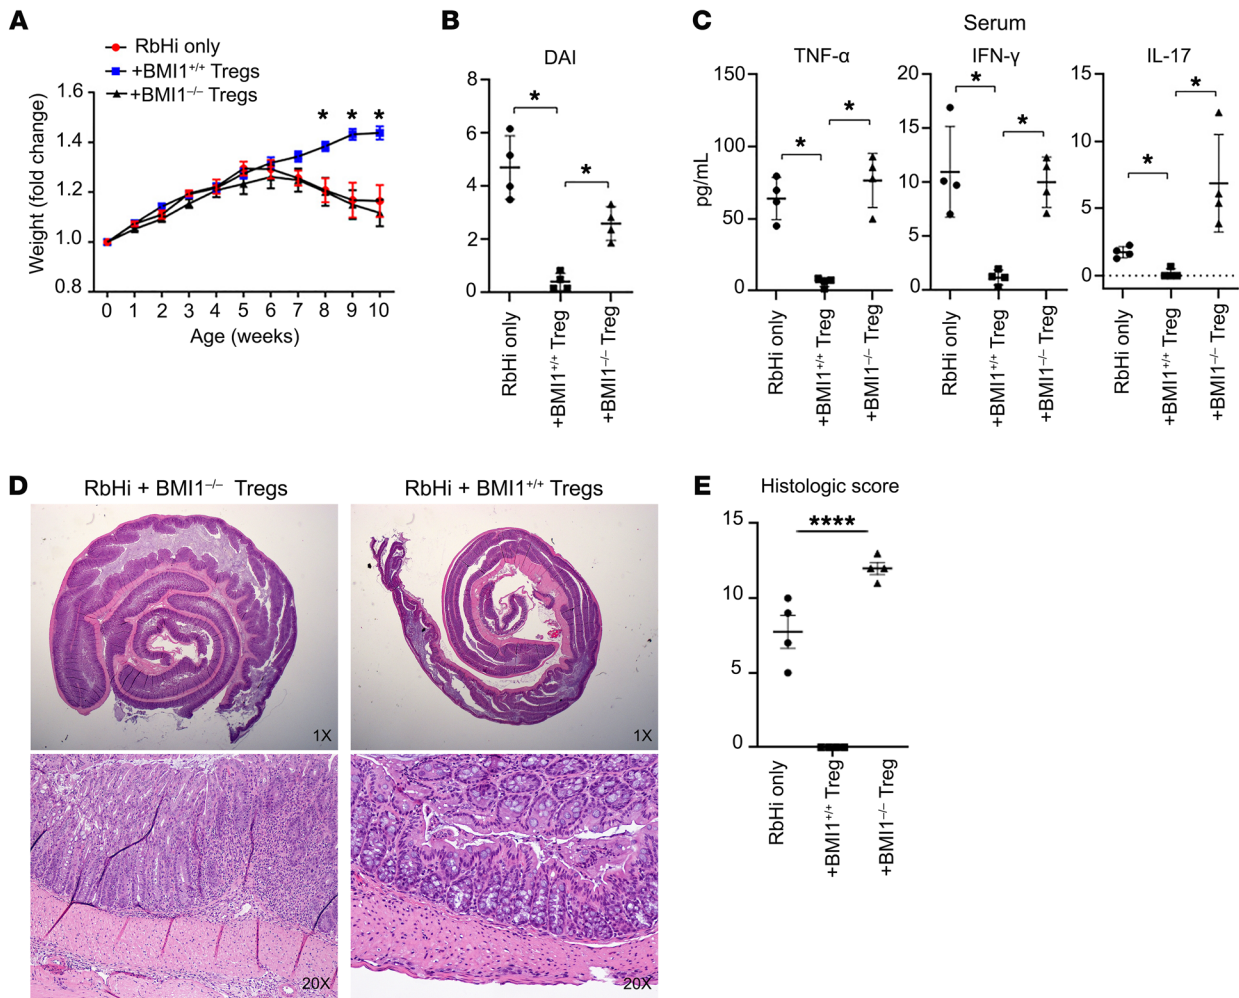 A
RbHi only
+BMI1+/+ Tregs
+BMI1–/– Tregs
Weight (fold change)
1.6
1.4
1.2
1.0
0.8
* * *
0 1 2 3 4 5 6 7 8 9 10
Age (weeks)
B
DAI
8
6
4
2
0
*
*
RbHi only
+BMI1+/+ Treg
+BMI1–/– Treg
C
Serum
TNF-α
pg/mL
150
100
50
0
*
*
RbHi only
+BMI1+/+ Treg
+BMI1–/– Treg
IFN-γ
20
15
10
5
0
*
*
RbHi only
+BMI1+/+ Treg
+BMI1–/– Treg
IL-17
15
10
5
0
*
*
RbHi only
+BMI1+/+ Treg
+BMI1–/– Treg
D
RbHi + BMI1–/– Tregs
RbHi + BMI1+/+ Tregs
1X
1X
20X
20X
E
Histologic score
15
10
5
0
****
RbHi only
+BMI1+/+ Treg
+BMI1–/– Treg